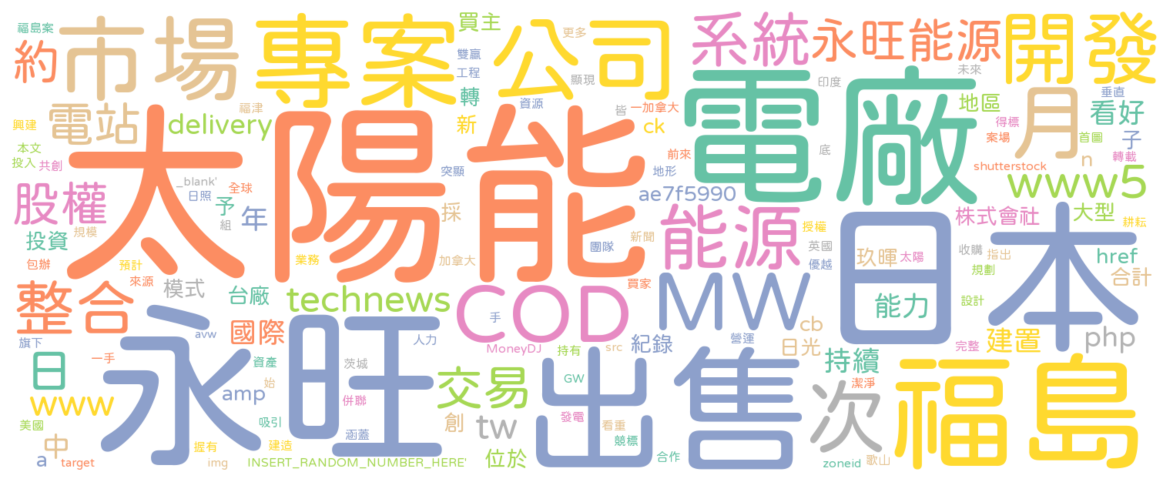 福島案
市場
專案
買主
公司
更多
系統
永旺能源
開發
約
雙贏
工程
顯現
未來
電站
福津
轉
資源
皆
一加拿大
印度
地區
垂直
看好
興建
delivery
新
ck
電廠
得標
月
首圖
子
本文
投入
共創
太陽能
前來
底
案場
n
轉載
_blank'
日照
全球
突顯
地形
shutterstock
www5
股權
予
組
年
採
ae7f5990
能源
株式會社
大型
耕耘
投資
規模
團隊
新聞
授權
英國
優越
日本
收購
指出
href
包辦
預計
來源
業務
加拿大
買家
玖暉
太陽
規劃
合計
整合
模式
台廠
technews
COD
MW
能力
設計
旗下
一手
avw
國際
手
人力
MoneyDJ
持有
src
紀錄
營運
cb
日光
完整
建置
php
日
永旺
資產
茨城
交易
出售
GW
持續
潔淨
福島
www
amp
始
併聯
發電
看重
次
美國
中
吸引
涵蓋
創
tw
競標
a
target
握有
img
建造
INSERT_RANDOM_NUMBER_HERE'
位於
合作
zoneid
歌山